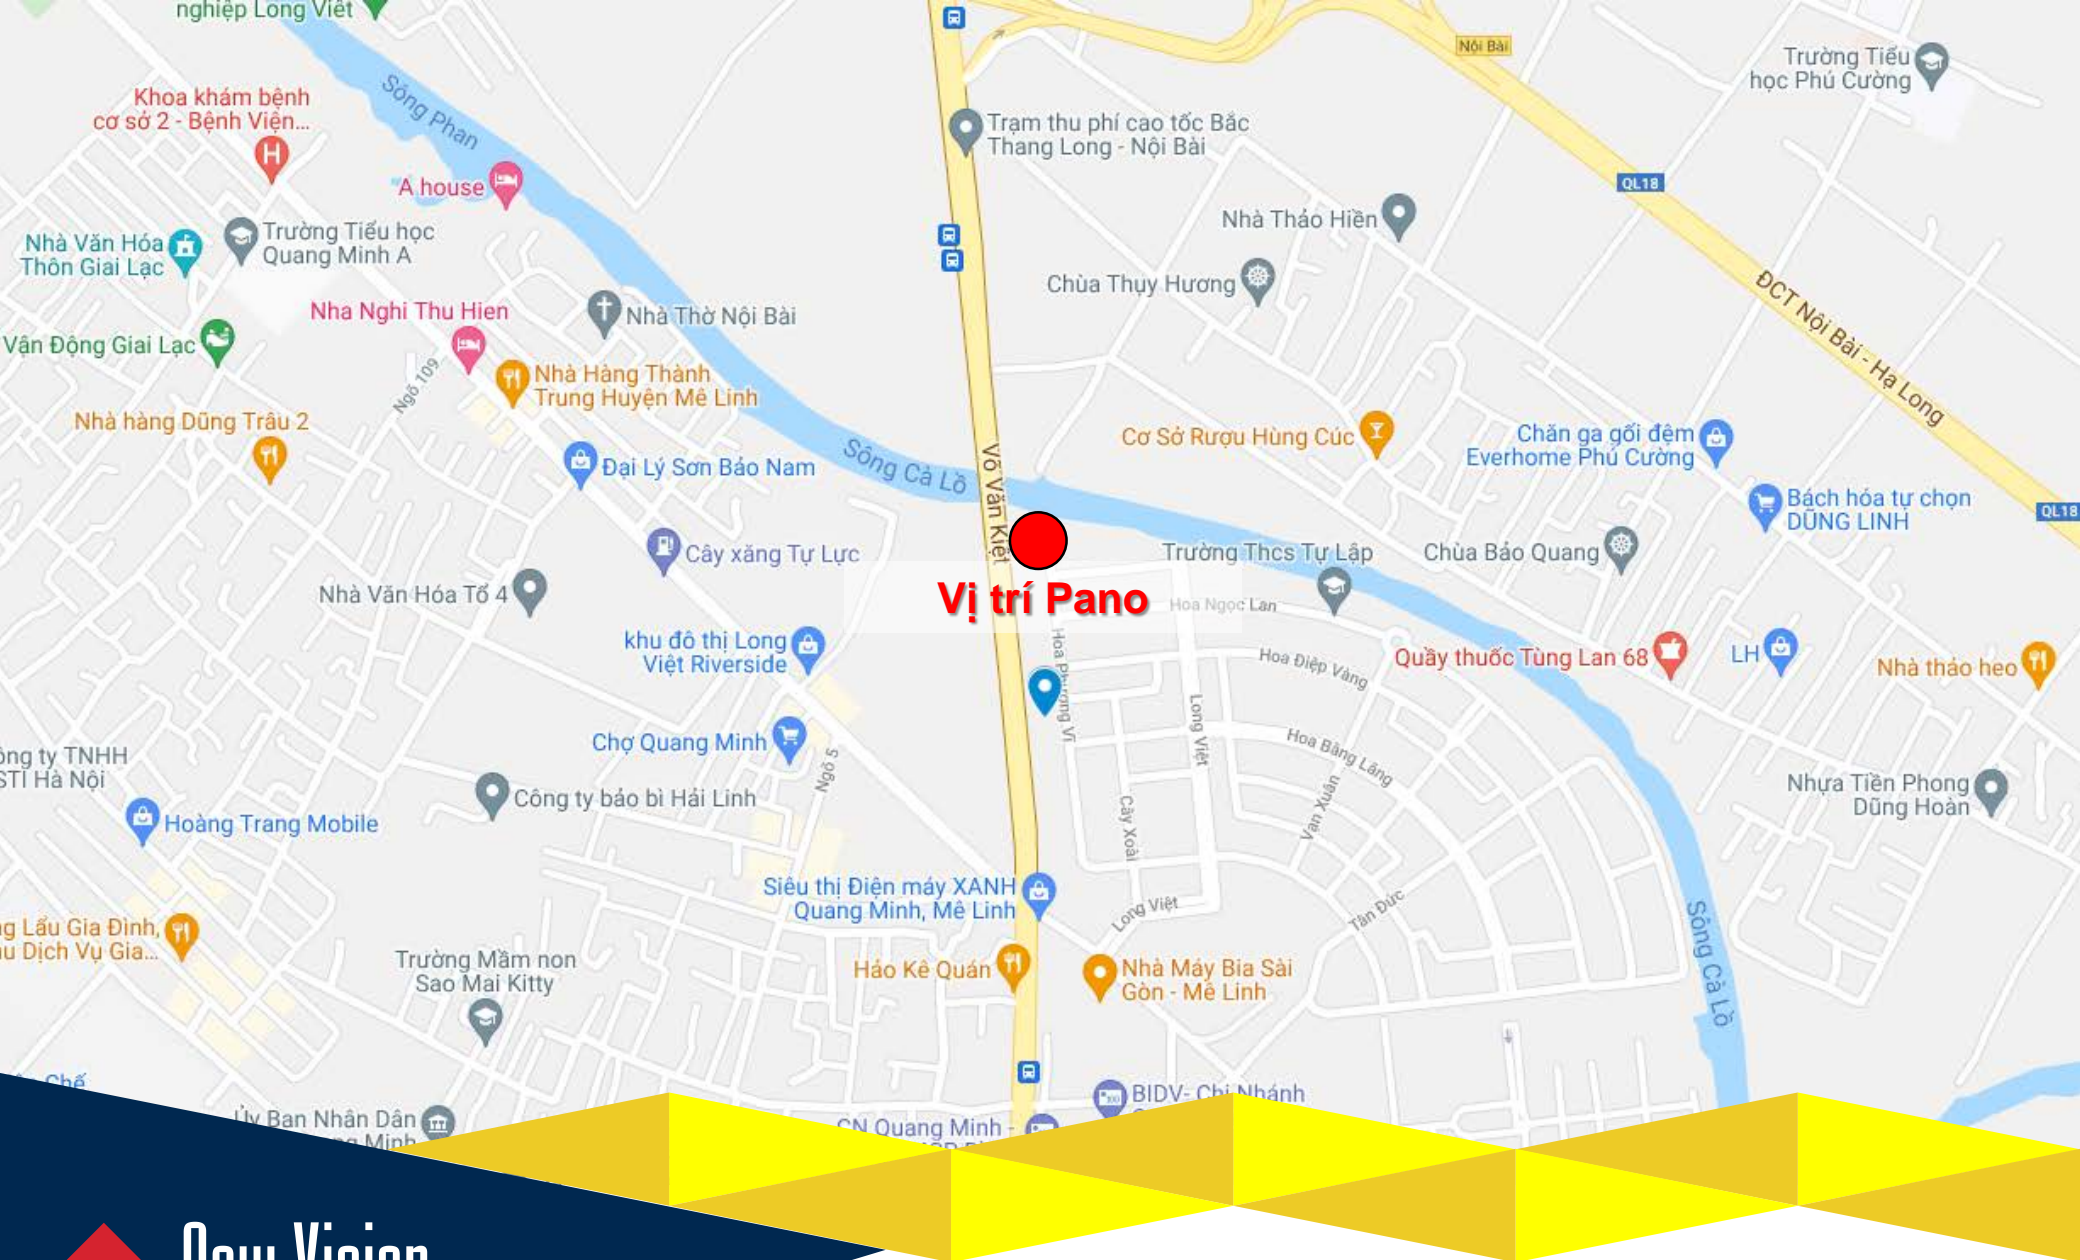 nghiệp Long Việt
Nội Bài
Trường Tiểu
học Phú Cường
Khoa khám bệnh
cơ sở 2 - Bệnh Viện...
H
Sông Phan
Trạm thu phí cao tốc Bắc
Thang Long - Nội Bài
A house
QL18
Nhà Thảo Hiền
Trường Tiểu học
Quang Minh A
Nhà Văn Hóa
Thôn Giai Lạc
Chùa Thụy Hương
ĐCT Nội Bài - Hạ Long
Nha Nghi Thu Hien
Nhà Thờ Nội Bài
Vận Động Giai Lạc
Ngõ 109
Nhà Hàng Thành
Trung Huyện Mê Linh
Nhà hàng Dũng Trâu 2
Cơ Sở Rượu Hùng Cúc
Chăn ga gối đệm
Everhome Phú Cường
Đại Lý Sơn Bảo Nam
Sông Cà Lồ
Võ Văn Kiệt
Bách hóa tự chọn
DŨNG LINH
QL18
Cây xăng Tự Lực
Trường Thcs Tự Lập
Chùa Bảo Quang
Nhà Văn Hóa Tổ 4
Vị trí Pano
Hoa Ngọc Lan
khu đô thị Long
Việt Riverside
Hoa Phượng Vĩ
Hoa Điệp Vàng
Quầy thuốc Tùng Lan 68
LH
Nhà thảo heo
Chợ Quang Minh
Long Việt
Hoa Bằng Lăng
ông ty TNHH
STI Hà Nội
Ngõ 5
Công ty bảo bì Hải Linh
Cây Xoài
Vạn Xuân
Nhựa Tiền Phong
Dũng Hoàn
Hoàng Trang Mobile
Siêu thị Điện máy XANH
Quang Minh, Mê Linh
Long Việt
Tân Đức
Sông Cà Lồ
g Lẩu Gia Đình,
u Dịch Vụ Gia...
Trường Mầm non
Sao Mai Kitty
Hảo Kê Quán
Nhà Máy Bia Sài
Gòn - Mê Linh
Chế
BIDV- Chi Nhánh
Ủy Ban Nhân Dân
Minh
CN Quang Minh -
New Vision